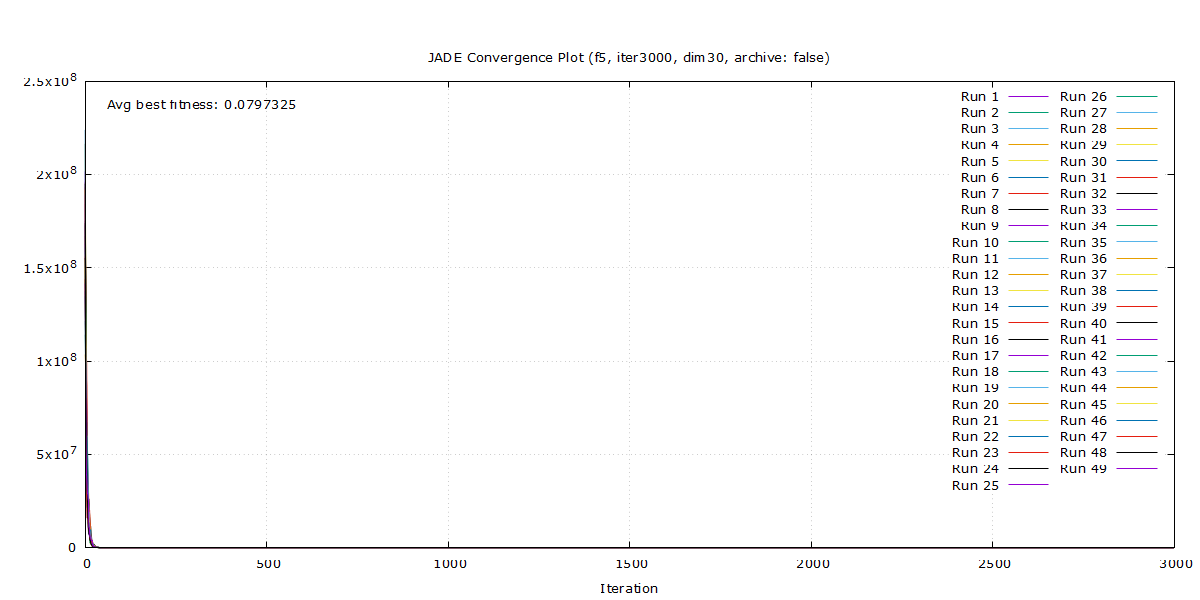 JADE Convergence Plot (f5, iter3000, dim30, archive: false)
2.5x10^8
Avg best fitness: 0.0797325
2x10^8
1.5x10^8
1x10^8
5x10^7
0
Run 1
Run 2
Run 3
Run 4
Run 5
Run 6
Run 7
Run 8
Run 9
Run 10
Run 11
Run 12
Run 13
Run 14
Run 15
Run 16
Run 17
Run 18
Run 19
Run 20
Run 21
Run 22
Run 23
Run 24
Run 25
Run 26
Run 27
Run 28
Run 29
Run 30
Run 31
Run 32
Run 33
Run 34
Run 35
Run 36
Run 37
Run 38
Run 39
Run 40
Run 41
Run 42
Run 43
Run 44
Run 45
Run 46
Run 47
Run 48
Run 49
0 500 1000 1500 2000 2500 3000
Iteration